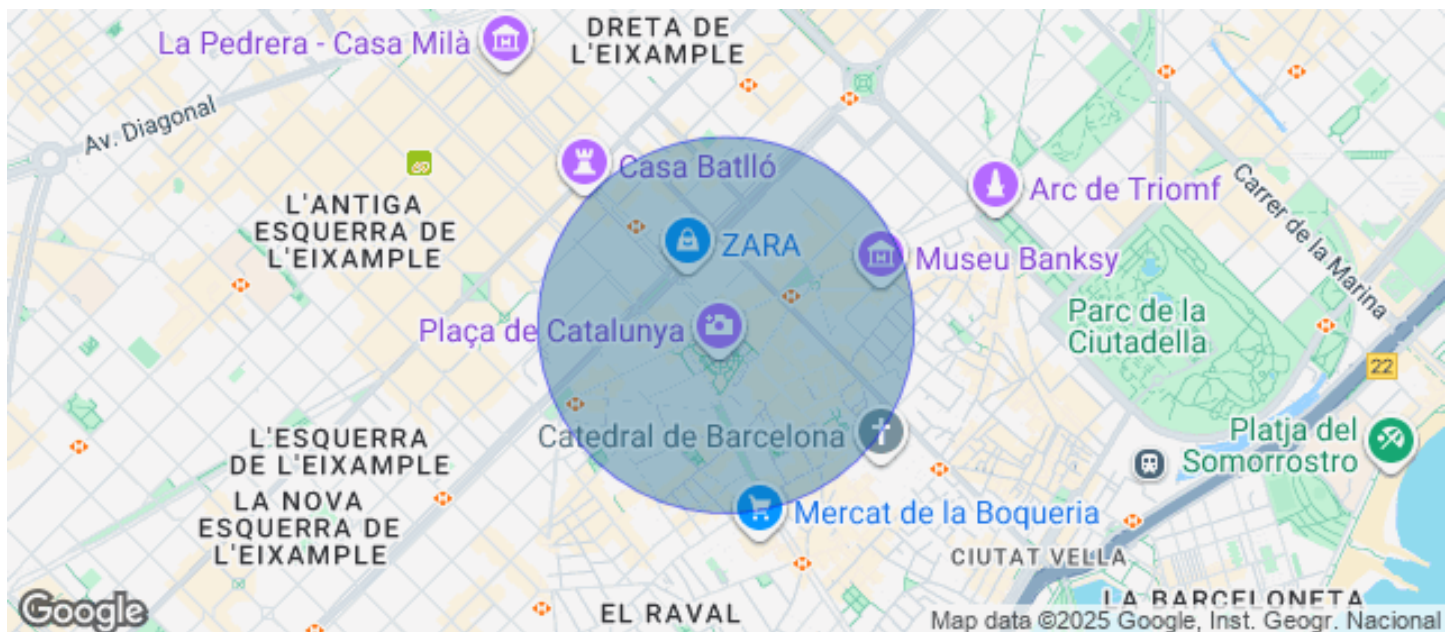 DRETA DE
L'EIXAMPLE
La Pedrera - Casa Milà
Av. Diagonal
Casa Batlló
Arc de Triomf
Carrer de la Marina
L'ANTIGA
ESQUERRA DE
L'EIXAMPLE
ZARA
Museu Banksy
Plaça de Catalunya
Parc de la
Ciutadella
22
L'ESQUERRA
DE L'EIXAMPLE
Catedral de Barcelona
Platja del
Somorrostro
LA NOVA
ESQUERRA DE
L'EIXAMPLE
Mercat de la Boqueria
CIUTAT VELLA
LA BARCELONETA
EL RAVAL
Google
Map data ©2025 Google, Inst. Geogr. Nacional